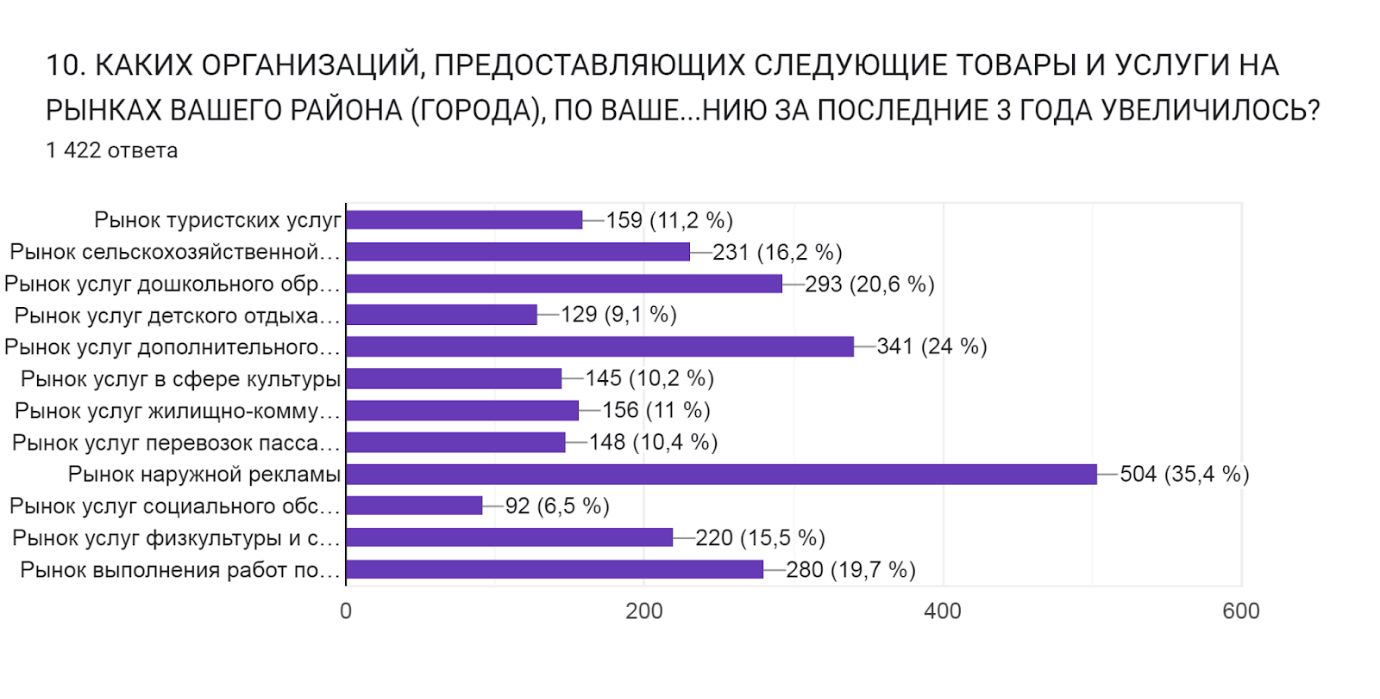 10. КАКИХ ОРГАНИЗАЦИЙ, ПРЕДОСТАВЛЯЮЩИХ СЛЕДУЮЩИЕ ТОВАРЫ И УСЛУГИ НА
РЫНКАХ ВАШЕГО РАЙОНА (ГОРОДА), ПО ВАШЕ...НИЮ ЗА ПОСЛЕДНИЕ 3 ГОДА УВЕЛИЧИЛОСЬ?
1 422 ответа
Рынок туристских услуг 159 (11,2 %)
Рынок сельскохозяйственной… 231 (16,2 %)
Рынок услуг дошкольного обр… 293 (20,6 %)
Рынок услуг детского отдыха… 129 (9,1 %)
Рынок услуг дополнительного… 341 (24 %)
Рынок услуг в сфере культуры 145 (10,2 %)
Рынок услуг жилищно-комму… 156 (11 %)
Рынок услуг перевозок пасса… 148 (10,4 %)
Рынок наружной рекламы 504 (35,4 %)
Рынок услуг социального обс… 92 (6,5 %)
Рынок услуг физкультуры и с… 220 (15,5 %)
Рынок выполнения работ по… 280 (19,7 %)
0 200 400 600